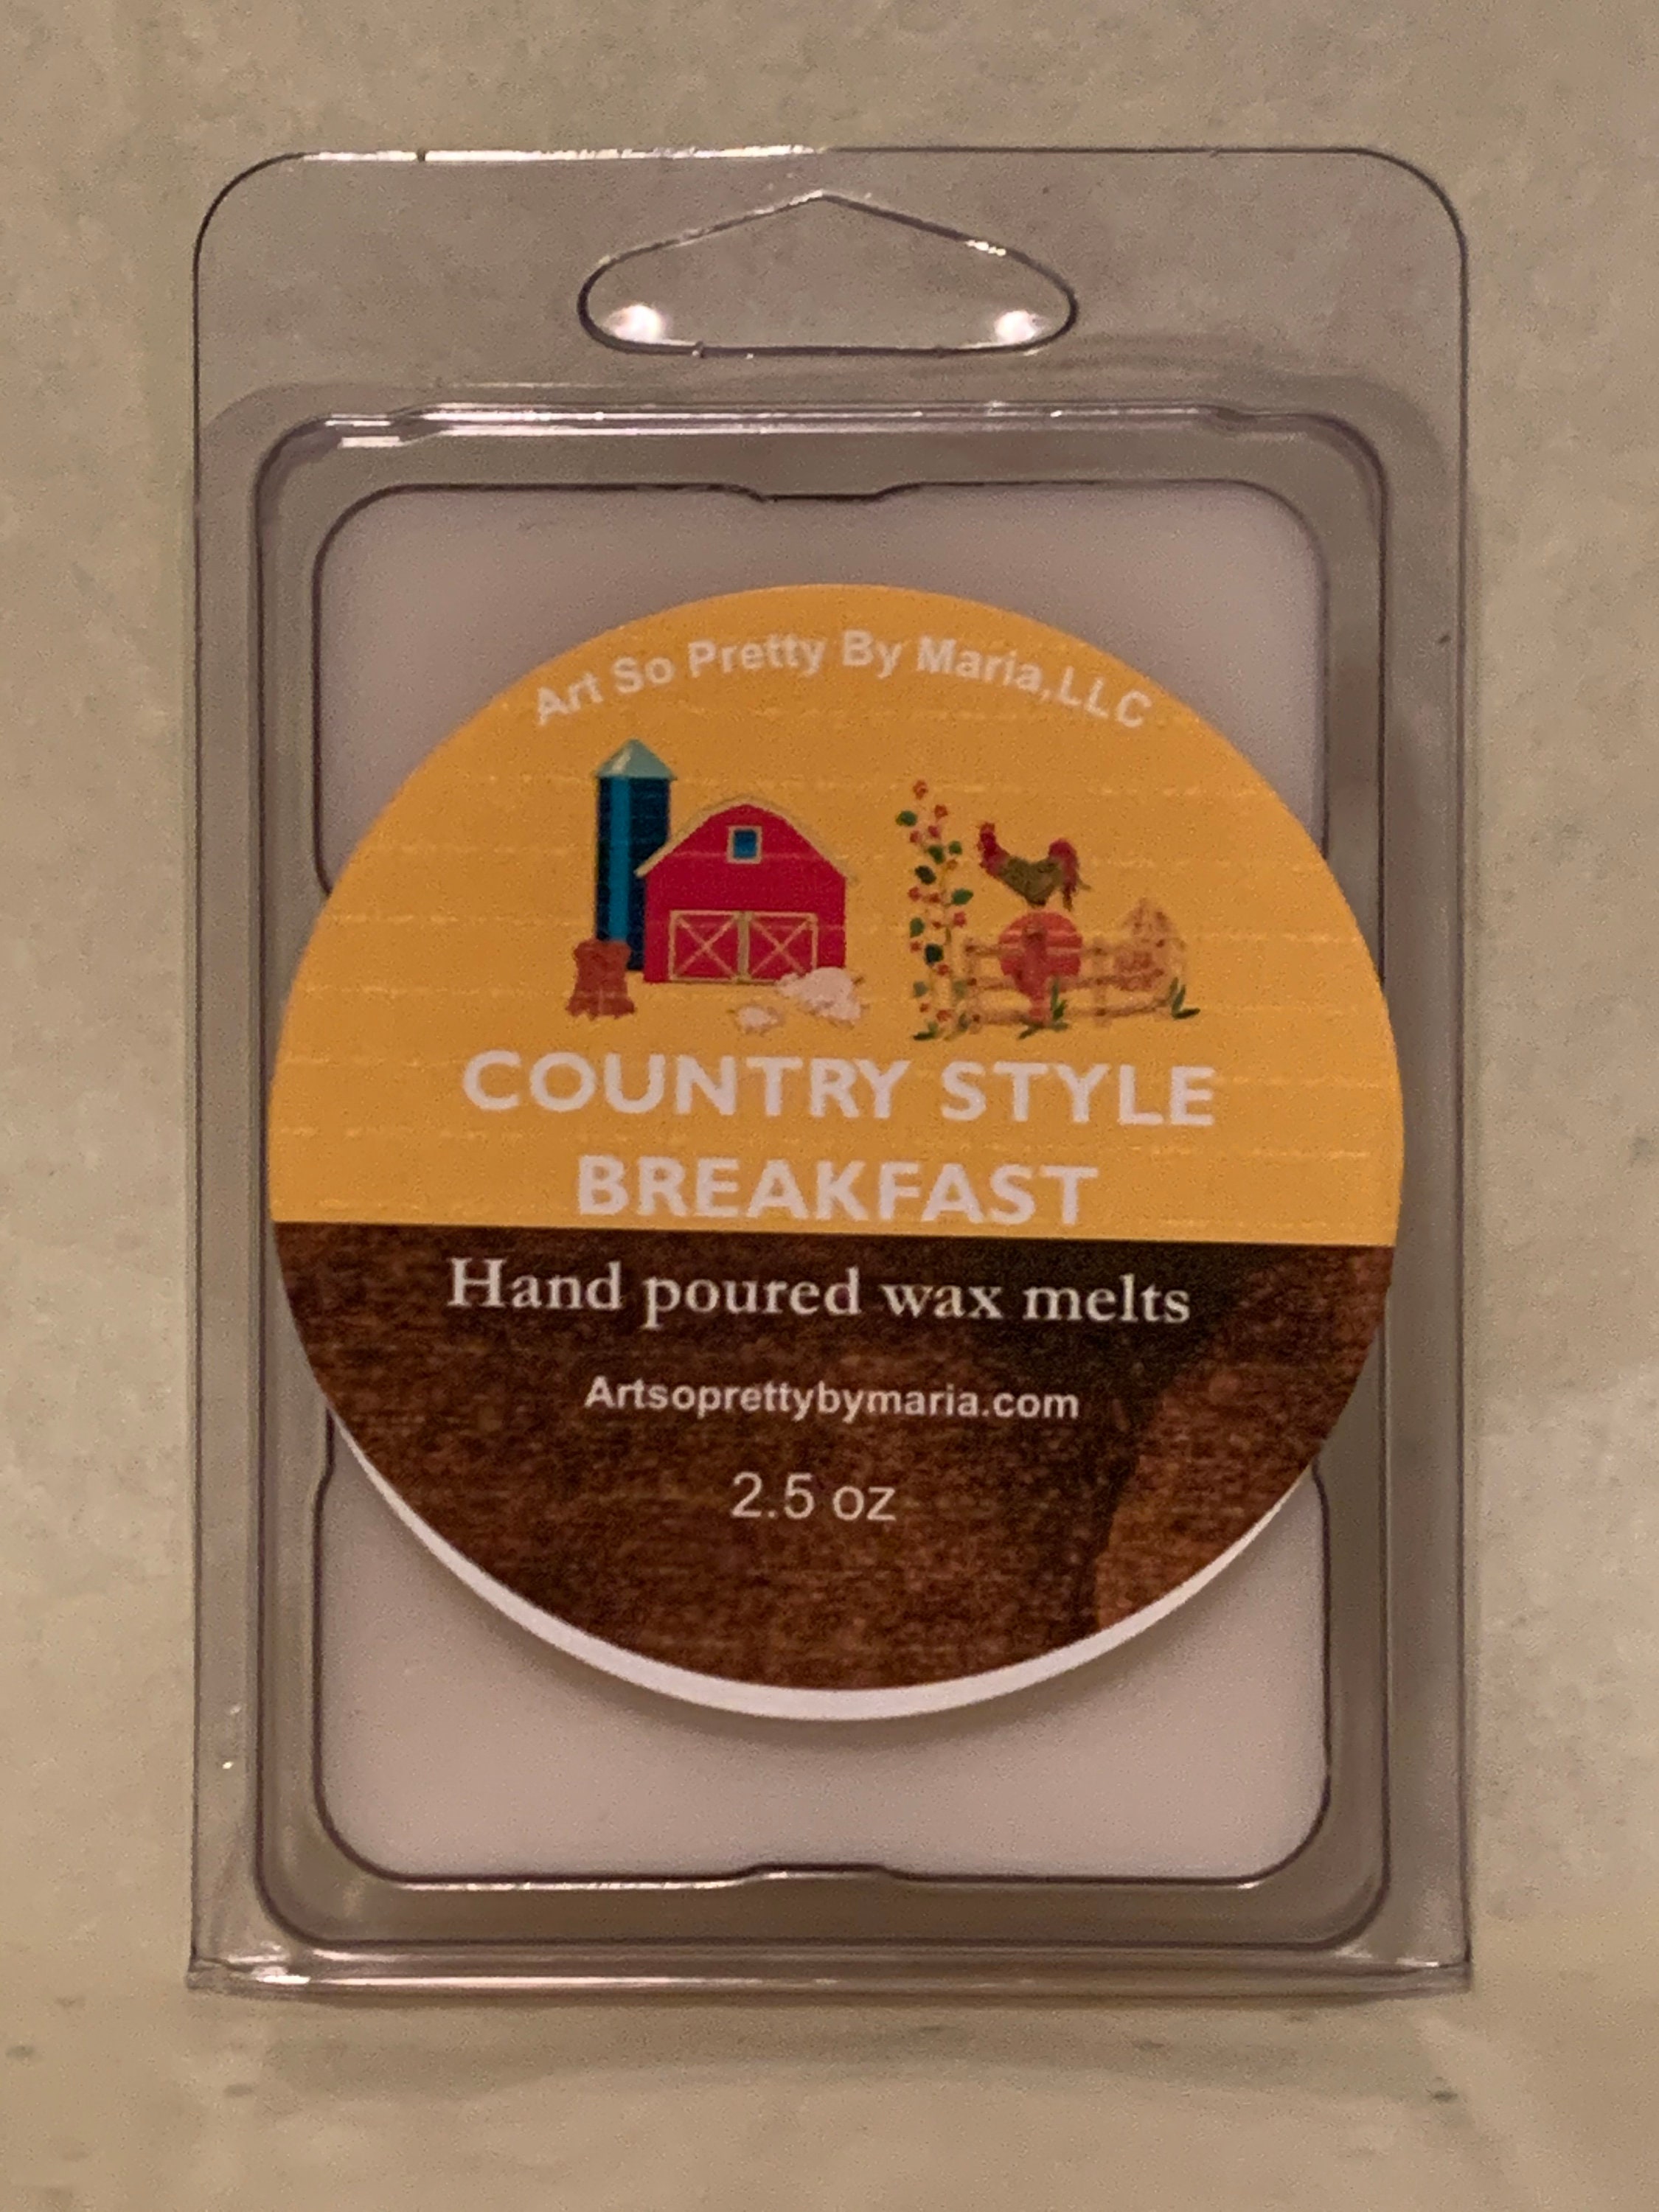 Art So Pretty By Maria,LLC
COUNTRY STYLE
BREAKFAST
Hand poured wax melts
Artsoprettybymaria.com
2.5 oz